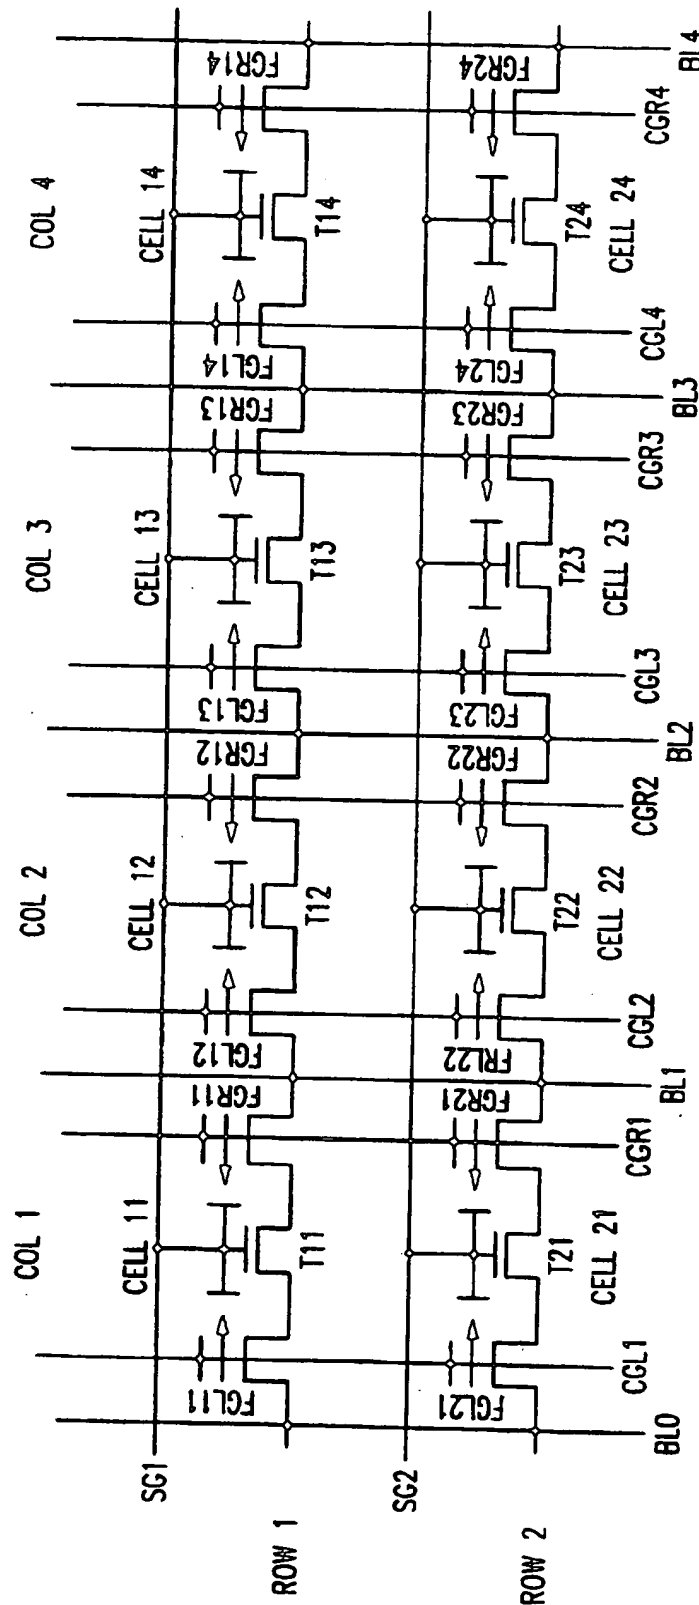 COL 1 COL 2 COL 3 COL 4
CELL 11 CELL 12 CELL 13 CELL 14
SG1
FGL11 FGR11 FGL12 FGR12 FGL13 FGR13 FGL14 FGR14
T11 T12 T13 T14
ROW 1
SG2
FGL21 FGR21 FRL22 FGR22 FGL23 FGR23 FGL24 FGR24
T21 T22 T23 T24
CELL 21 CELL 22 CELL 23 CELL 24
ROW 2
CGL1 CGR1 CGL2 CGR2 CGL3 CGR3 CGL4 CGR4
BL0 BL1 BL2 BL3 BL4